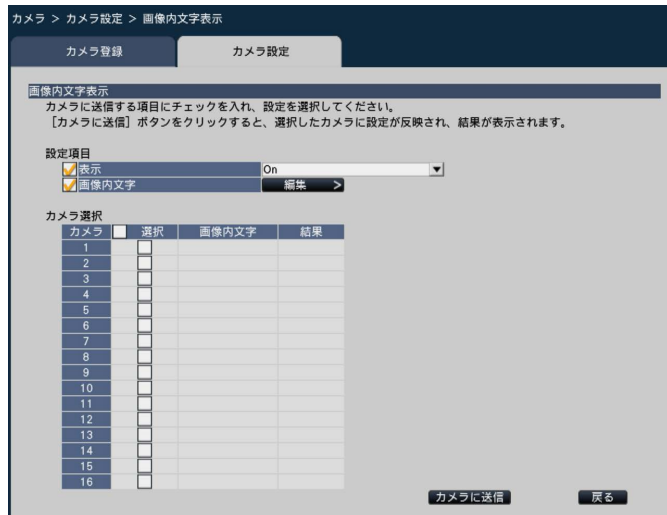 カメラ > カメラ設定 > 画像内文字表示
カメラ登録 カメラ設定
画像内文字表示
カメラに送信する項目にチェックを入れ、設定を選択してください。
［カメラに送信］ボタンをクリックすると、選択したカメラに設定が反映され、結果が表示されます。
設定項目
表示 On
画像内文字 編集 >
カメラ選択
カメラ 選択 画像内文字 結果
1
2
3
4
5
6
7
8
9
10
11
12
13
14
15
16
カメラに送信 戻る